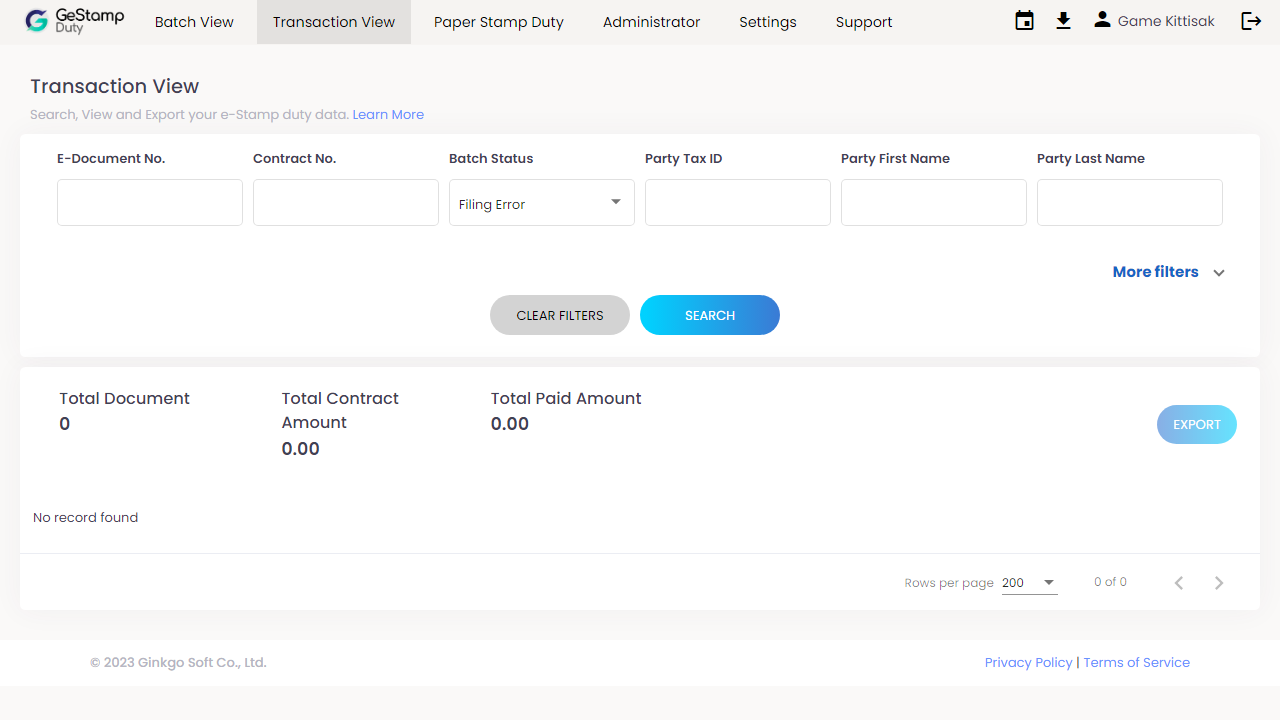 GeStamp
Duty
Batch View
Transaction View
Paper Stamp Duty
Administrator
Settings
Support
Game Kittisak
Transaction View
Search, View and Export your e-Stamp duty data. Learn More
E-Document No.
Contract No.
Batch Status
Party Tax ID
Party First Name
Party Last Name
Filing Error
More filters
CLEAR FILTERS
SEARCH
Total Document
0
Total Contract
Amount
0.00
Total Paid Amount
0.00
EXPORT
No record found
Rows per page 200
0 of 0
© 2023 Ginkgo Soft Co., Ltd.
Privacy Policy | Terms of Service